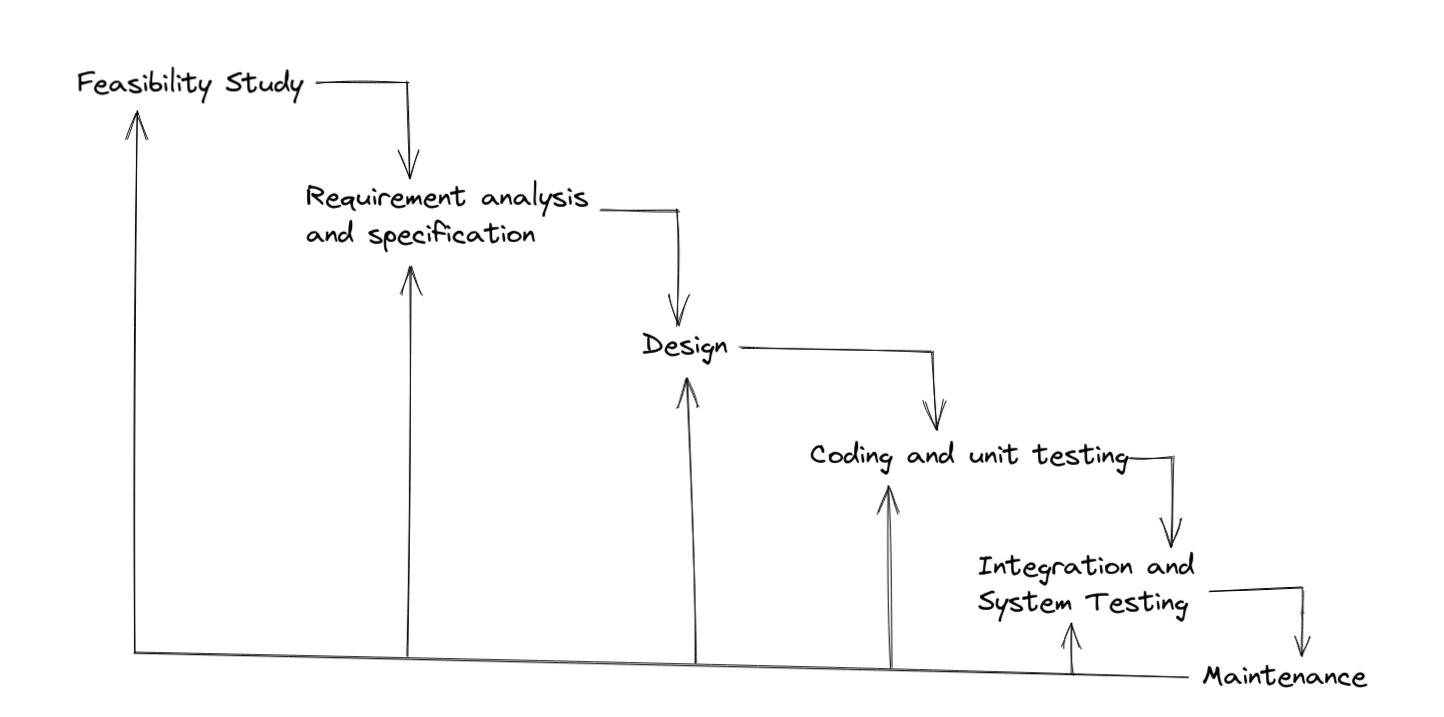 Feasibility Study
Requirement analysis
and specification
Design
Coding and unit testing
Integration and
System Testing
Maintenance